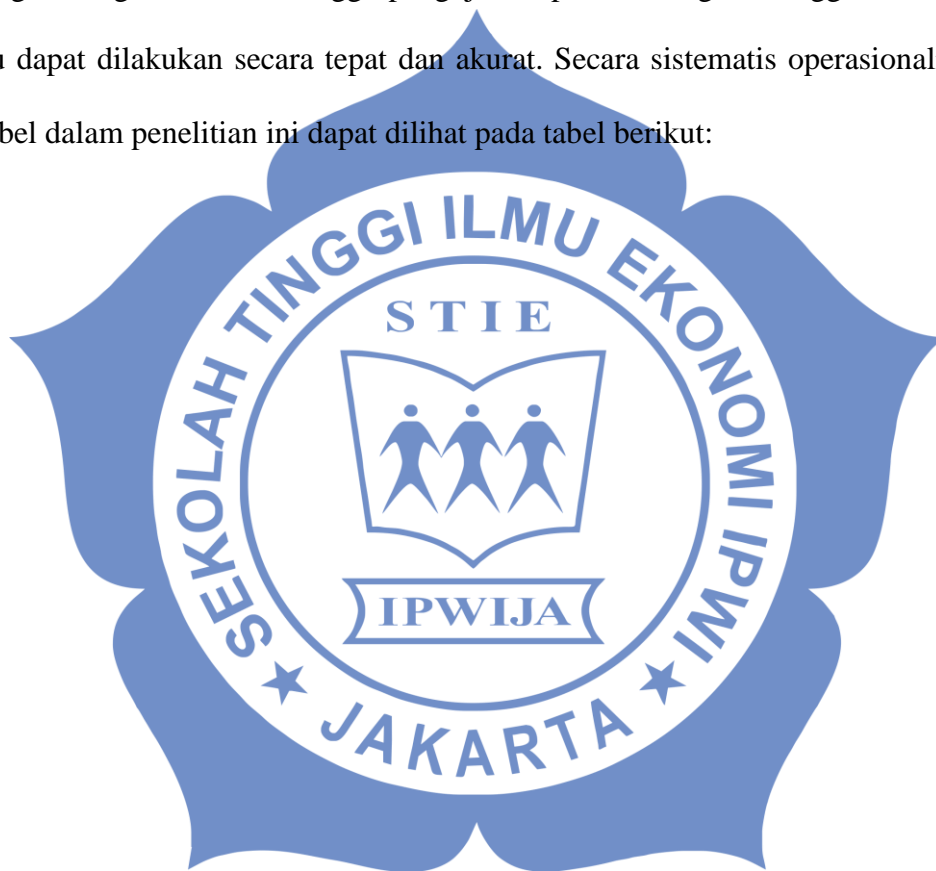 dapat dilakukan secara tepat dan akurat. Secara sistematis operasional
dalam penelitian ini dapat dilihat pada tabel berikut:
SEKOLAH TINGGI ILMU EKONOMI IPWI
STIE
IPWIJA
★ JAKARTA ★